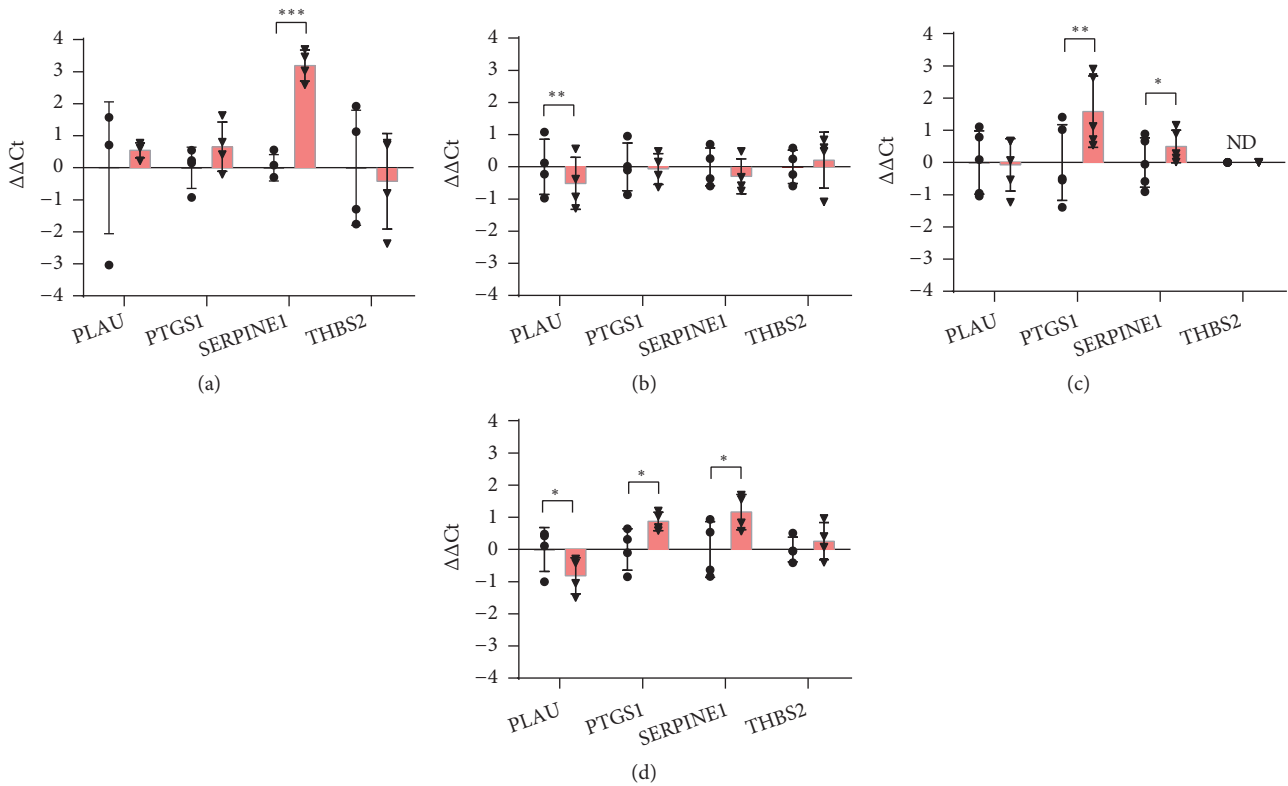 ***
4
3
2
1
0
−1
−2
−3
−4
ΔΔCt
PLAU
PTGS1
SERPINE1
THBS2
(a)
**
4
3
2
1
0
−1
−2
−3
−4
ΔΔCt
PLAU
PTGS1
SERPINE1
THBS2
(b)
**
*
ND
4
3
2
1
0
−1
−2
−3
−4
ΔΔCt
PLAU
PTGS1
SERPINE1
THBS2
(c)
*
*
*
4
3
2
1
0
−1
−2
−3
−4
ΔΔCt
PLAU
PTGS1
SERPINE1
THBS2
(d)